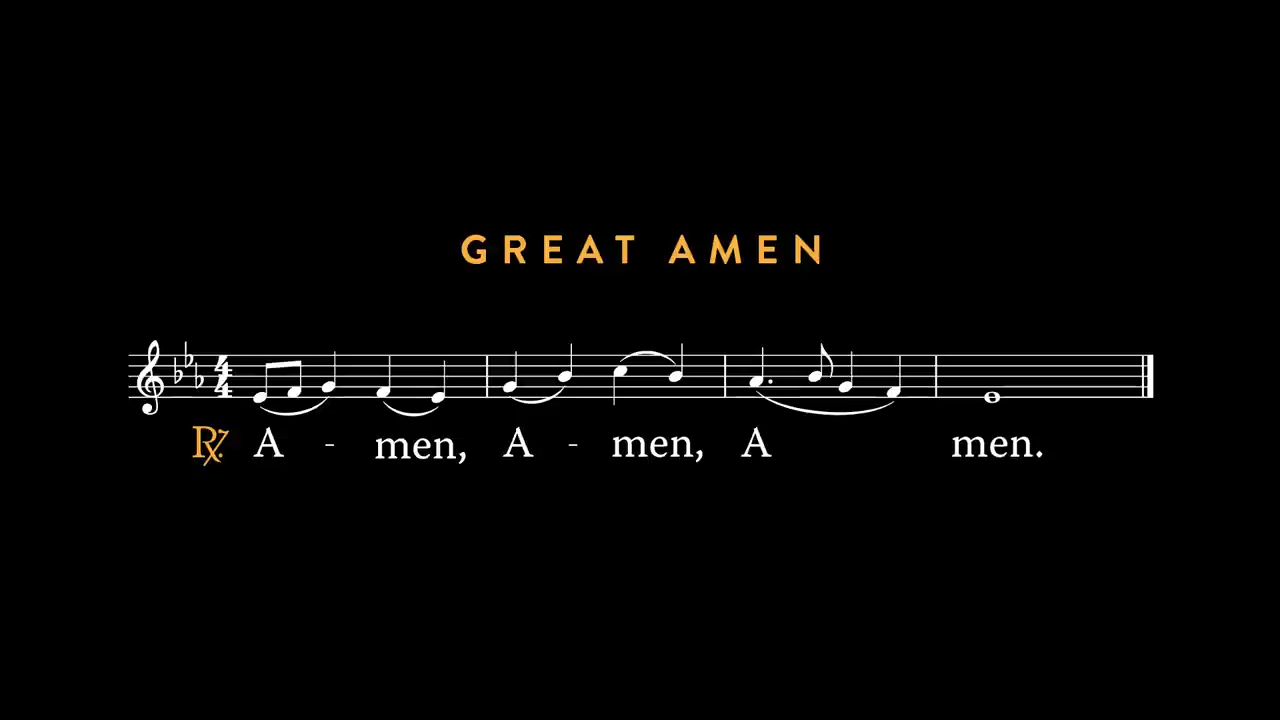 GREAT AMEN
℟. A - men, A - men, A men.